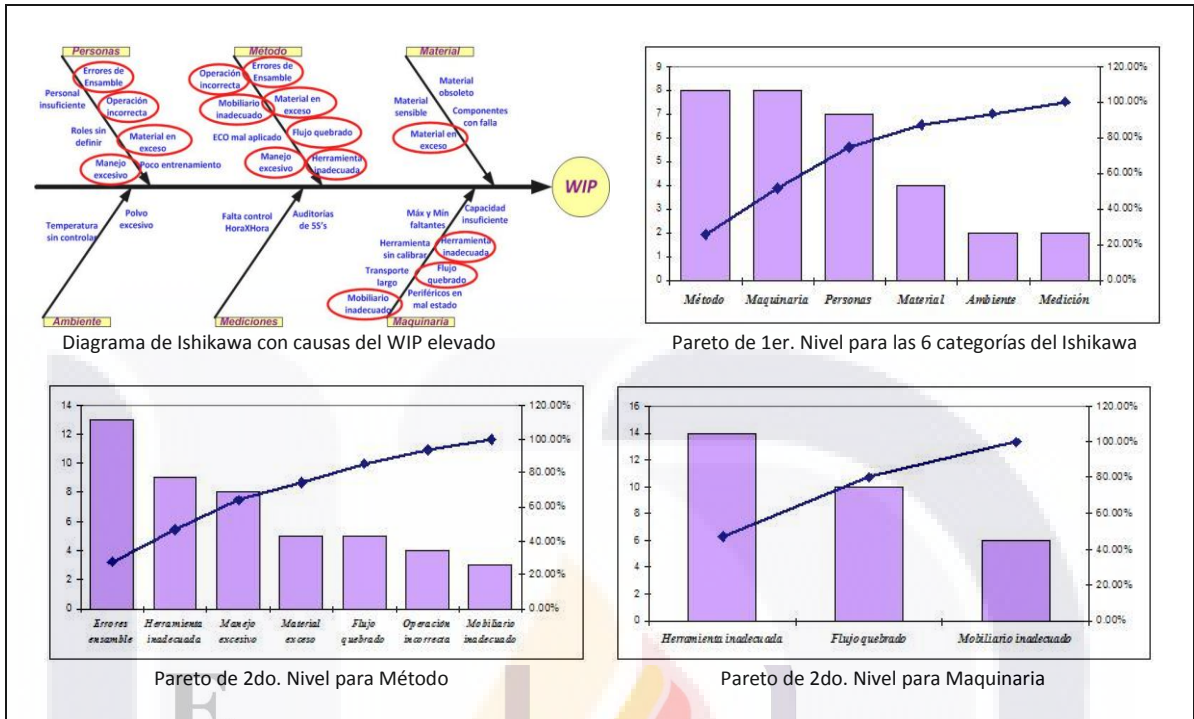 Personas
Método
Material
Errores de
Ensamble
Personal
insuficiente
Operación
incorrecta
Roles sin
definir
Material en
exceso
Manejo
excesivo
Poco entrenamiento
Operación
incorrecta
Errores de
Ensamble
Mobiliario
inadecuado
Material en
exceso
ECO mal aplicado
Flujo quebrado
Manejo
excesivo
Herramienta
inadecuada
Material
obsoleto
Material
sensible
Componentes
con falla
Material en
exceso
WIP
Temperatura
sin controlar
Polvo
excesivo
Falta control
HoraXHora
Auditorias
de 5S's
Máx y Mín
faltantes
Capacidad
insuficiente
Herramienta
sin calibrar
Herramienta
inadecuada
Transporte
largo
Flujo
quebrado
Mobiliario
inadecuado
Periféricos en
mal estado
Ambiente
Mediciones
Maquinaria
Diagrama de Ishikawa con causas del WIP elevado
9
8
7
6
5
4
3
2
1
0
120.00%
100.00%
80.00%
60.00%
40.00%
20.00%
0.00%
Método Maquinaria Personas Material Ambiente Medición
Pareto de 1er. Nivel para las 6 categorías del Ishikawa
14
12
10
8
6
4
2
0
120.00%
100.00%
80.00%
60.00%
40.00%
20.00%
0.00%
Errores Herramienta Manejo Material Flujo Operación Mobiliario
ensamble inadecuada excesivo exceso quebrado incorrecta inadecuado
Pareto de 2do. Nivel para Método
16
14
12
10
8
6
4
2
0
120.00%
100.00%
80.00%
60.00%
40.00%
20.00%
0.00%
Herramienta inadecuada Flujo quebrado Mobiliario inadecuado
Pareto de 2do. Nivel para Maquinaria